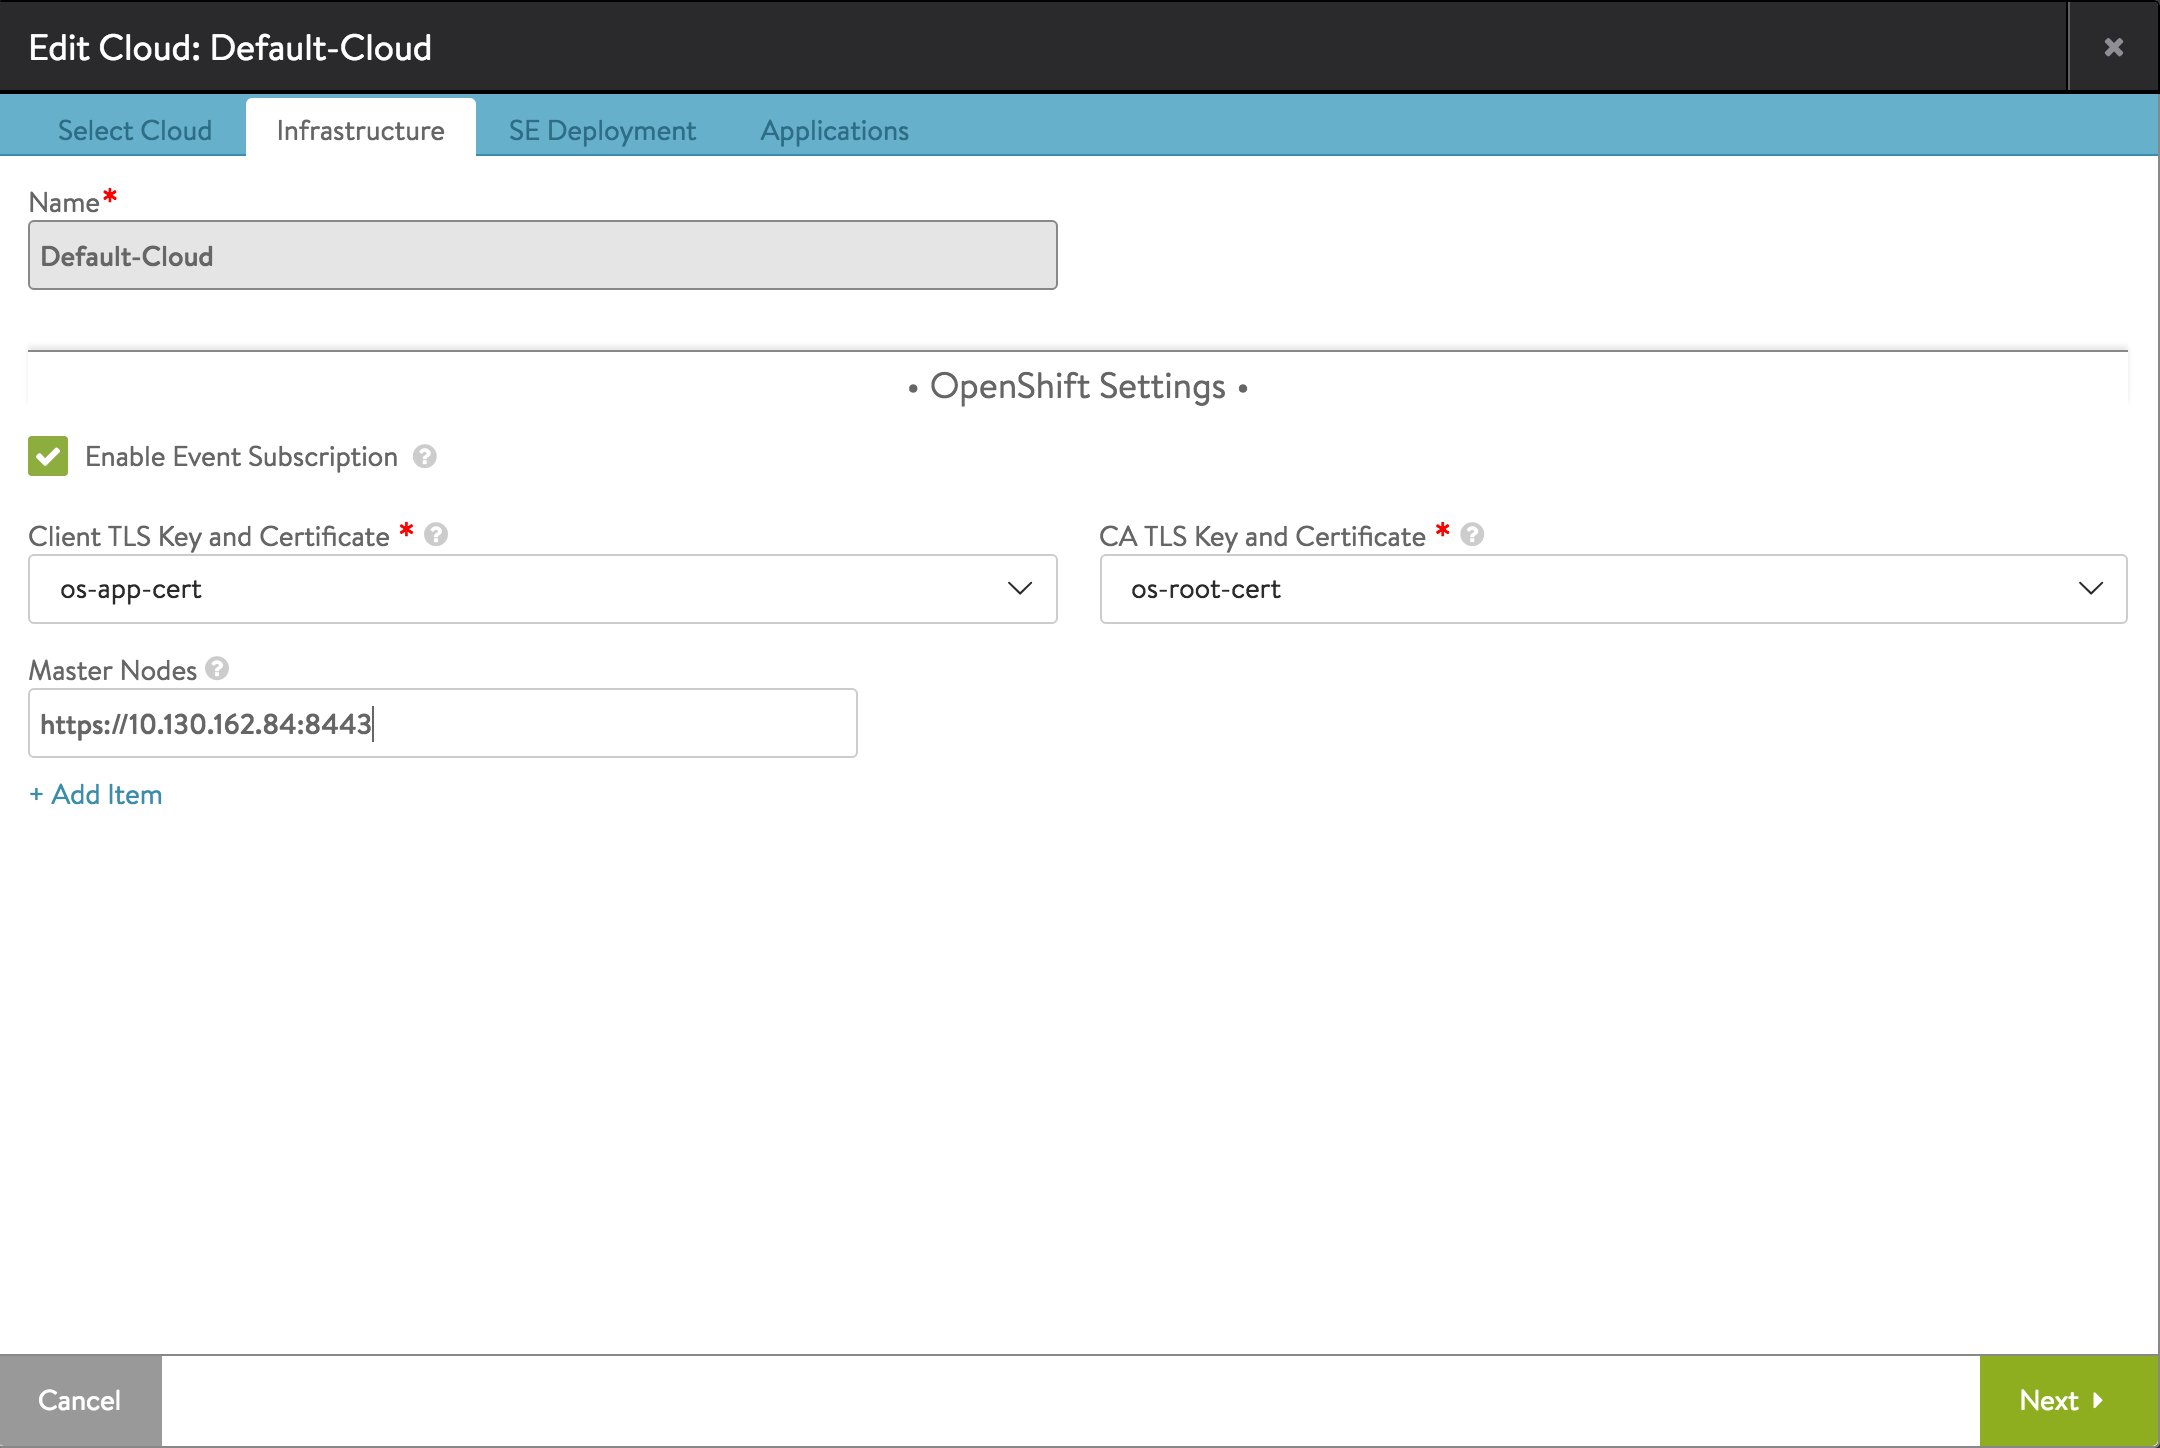 Edit Cloud: Default-Cloud
Select Cloud Infrastructure SE Deployment Applications
Name*
Default-Cloud
• OpenShift Settings •
Enable Event Subscription ?
Client TLS Key and Certificate * ?
os-app-cert
CA TLS Key and Certificate * ?
os-root-cert
Master Nodes ?
https://10.130.162.84:8443
+ Add Item
Cancel
Next